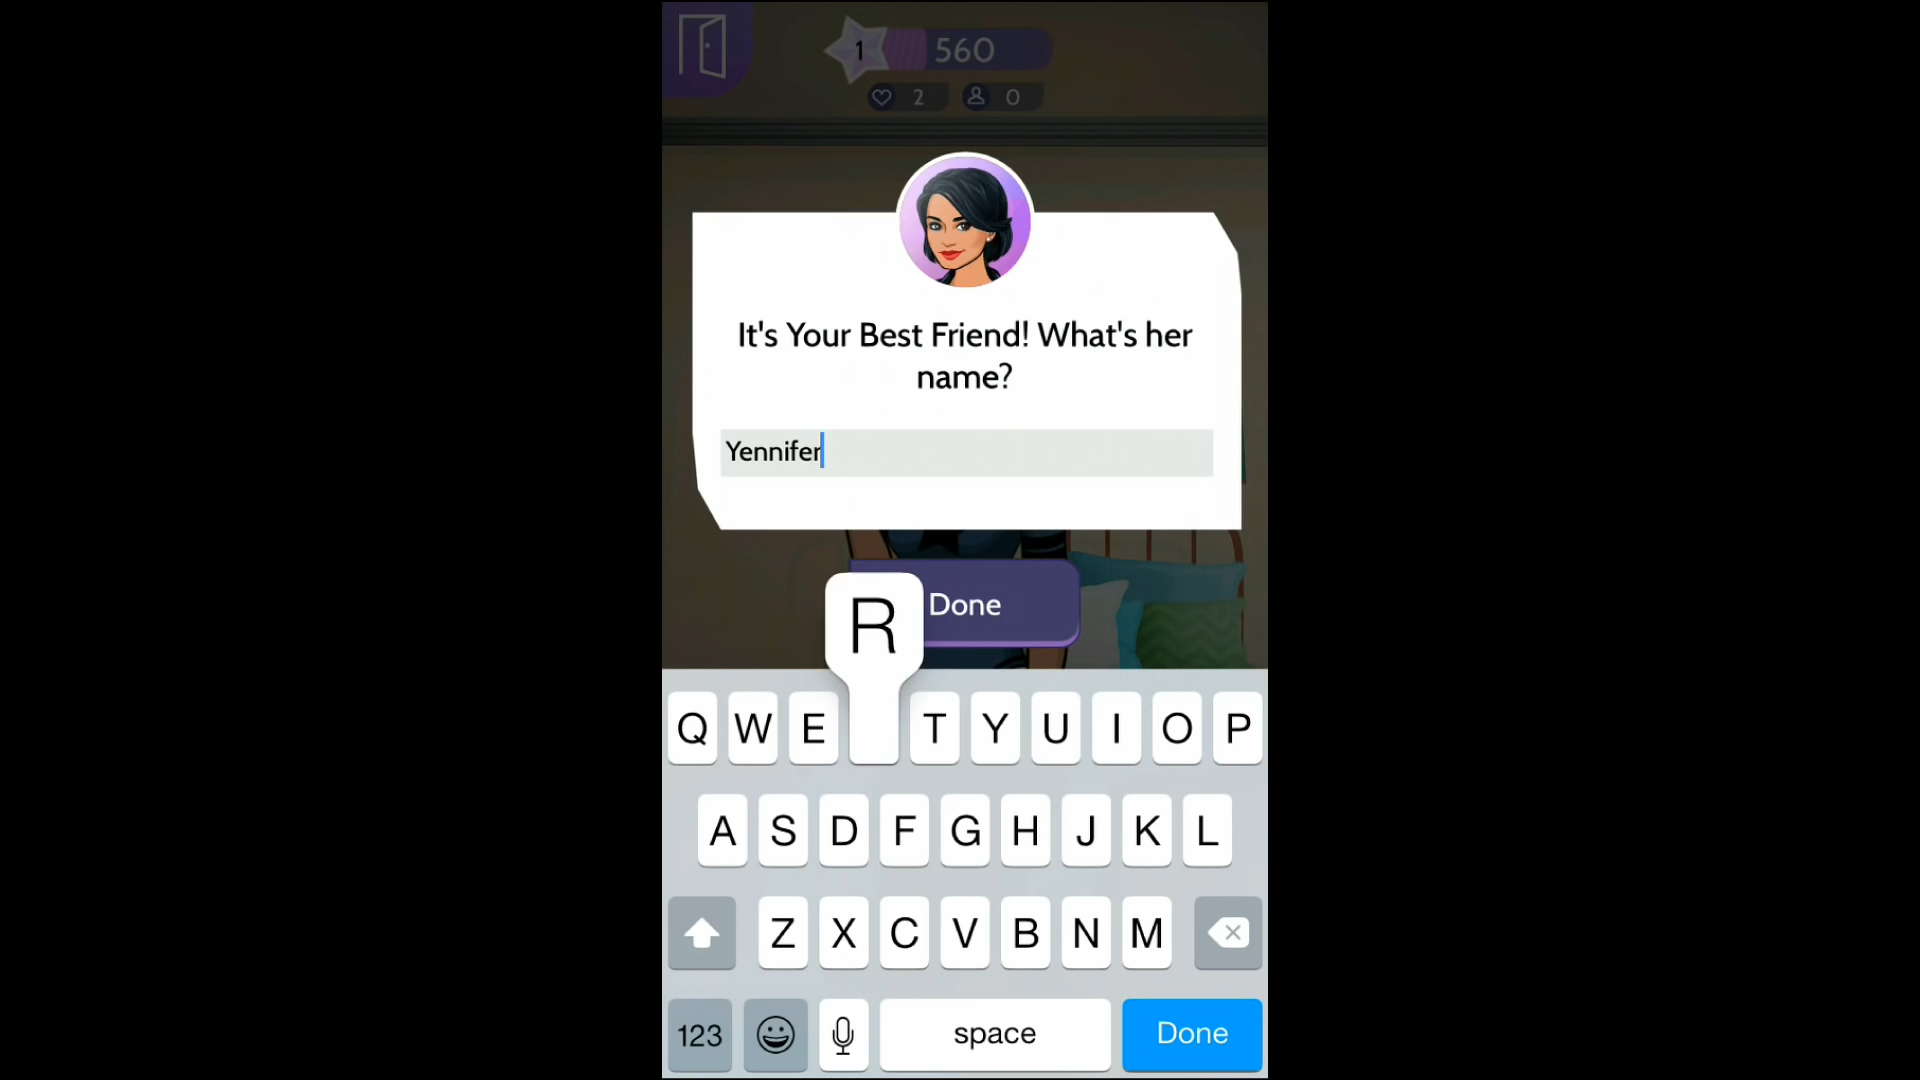 1 560
2 0
It's Your Best Friend! What's her
name?
Yennifer
Done
R
Q W E T Y U I O P
A S D F G H J K L
Z X C V B N M
123 space Done